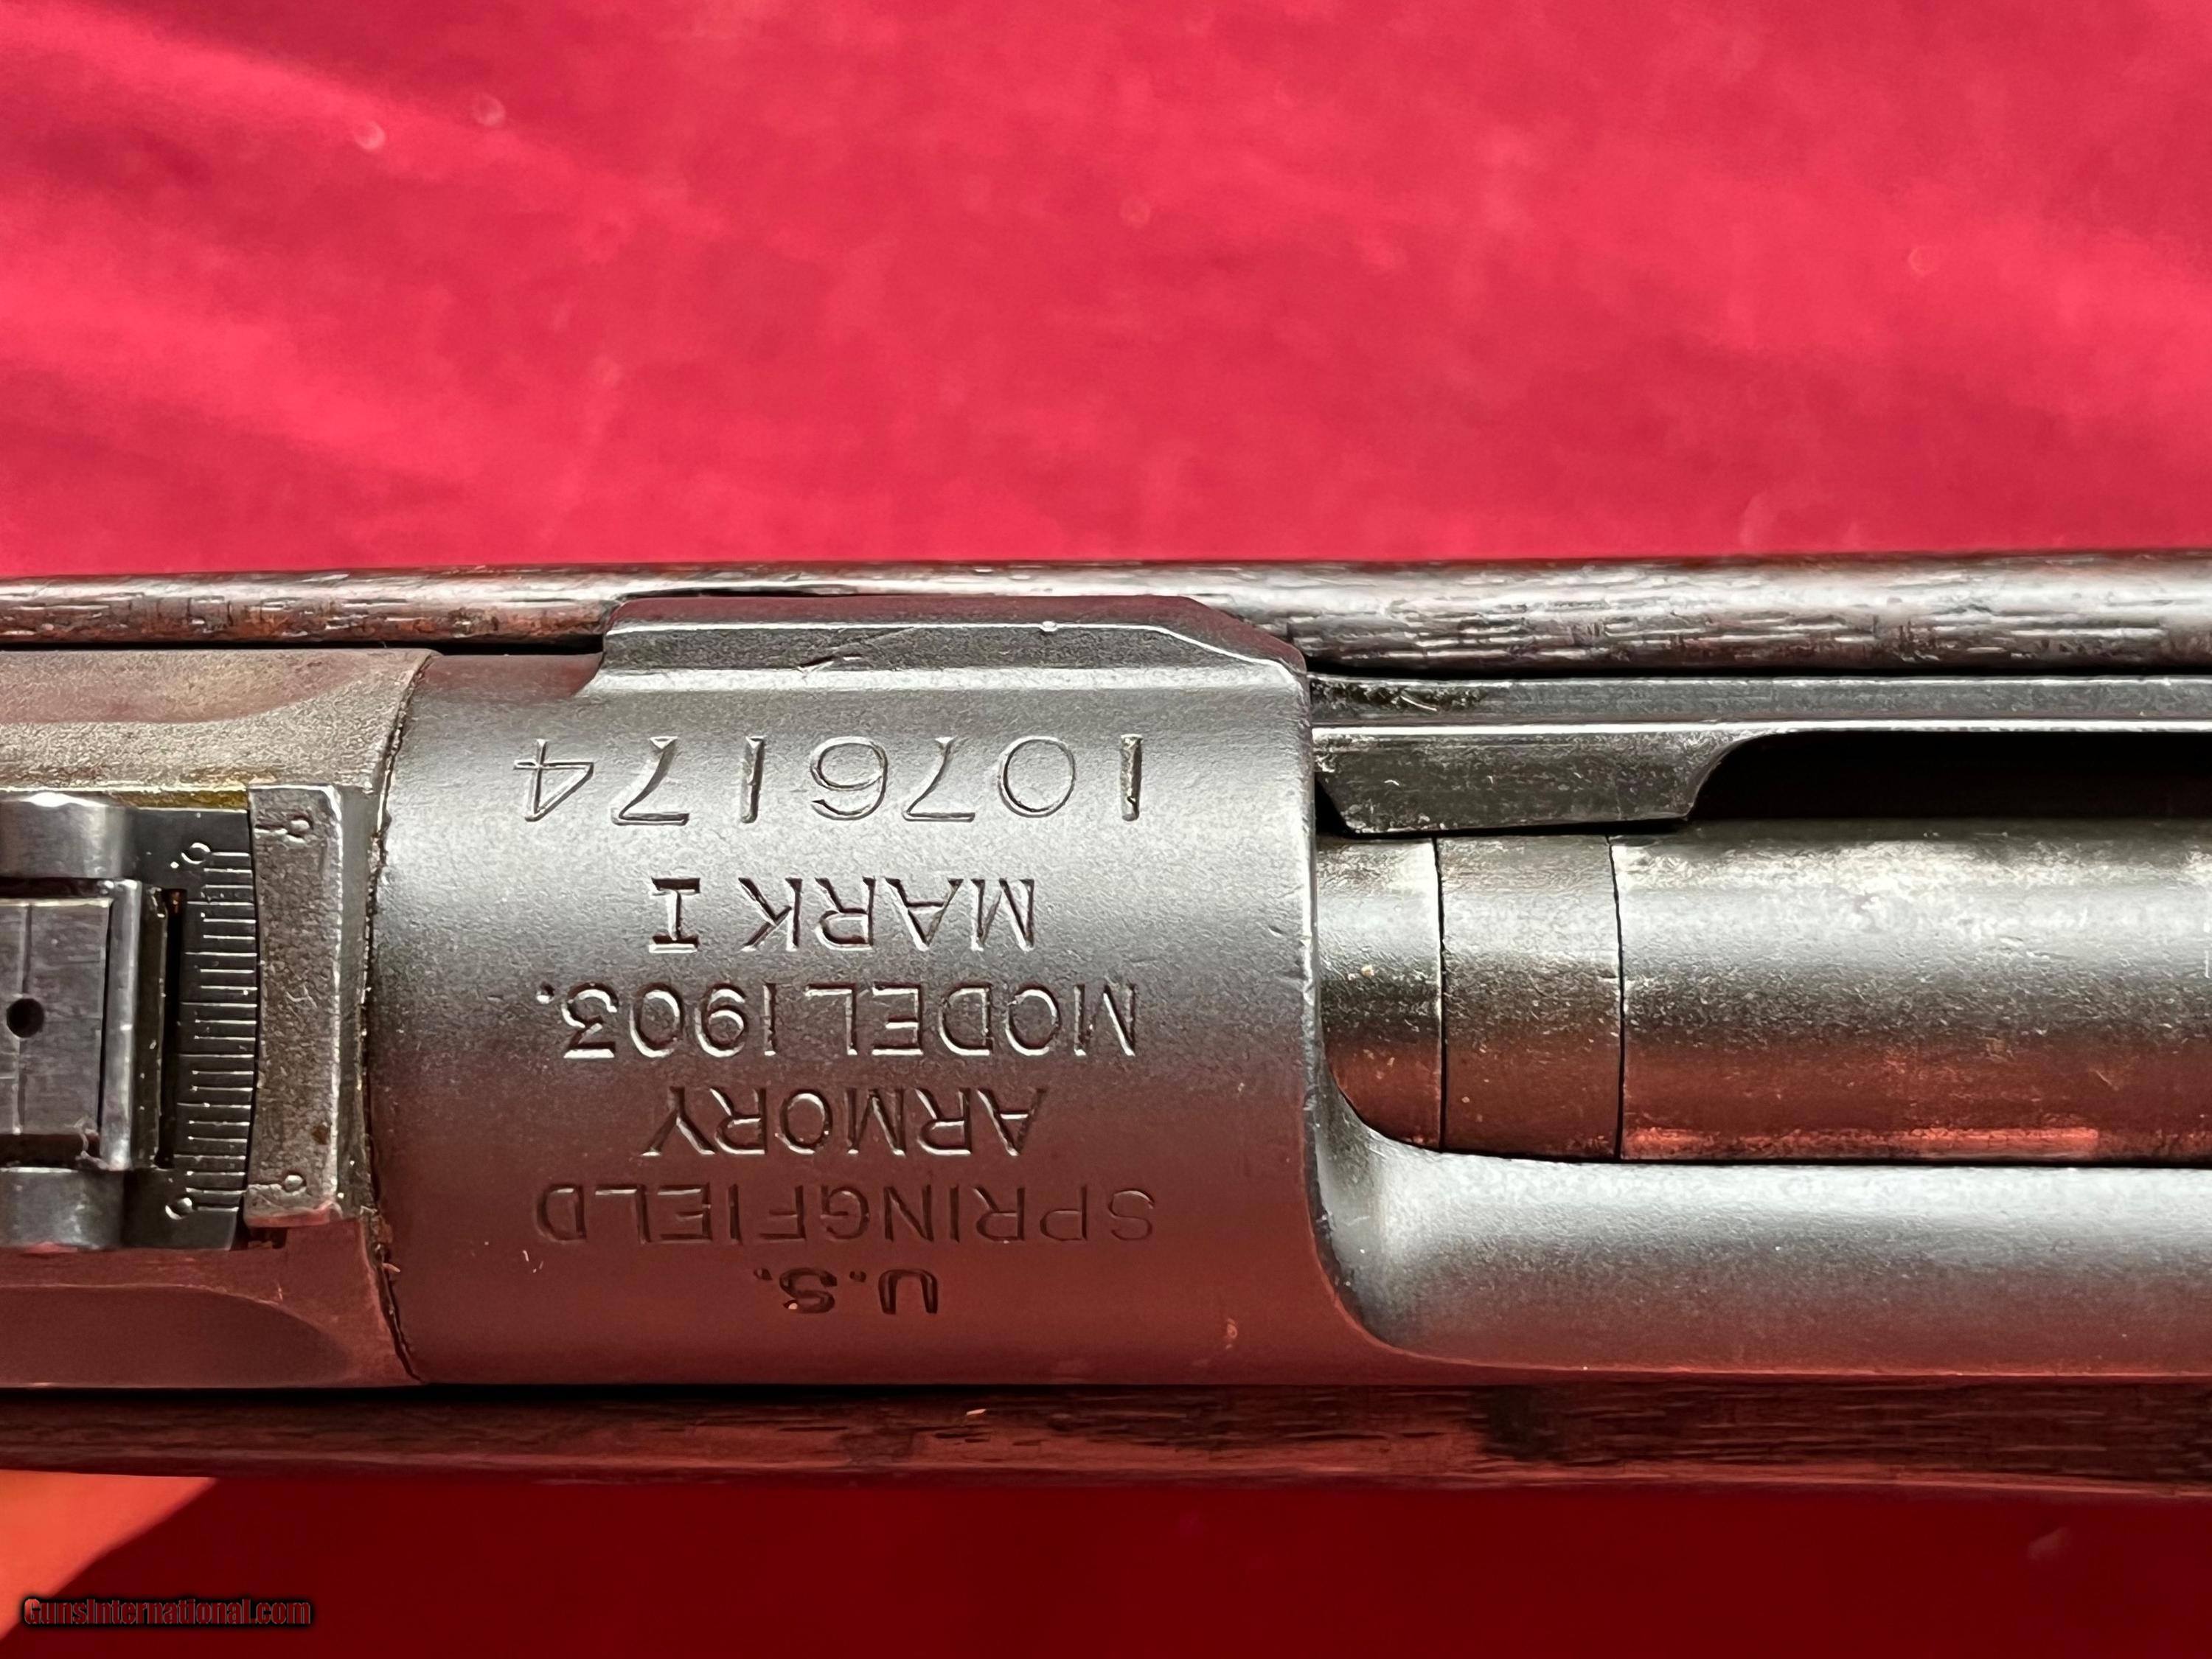 U.S.
SPRINGFIELD
ARMORY
MODEL 1903.
MARK I
1076174
GunsInternational.com